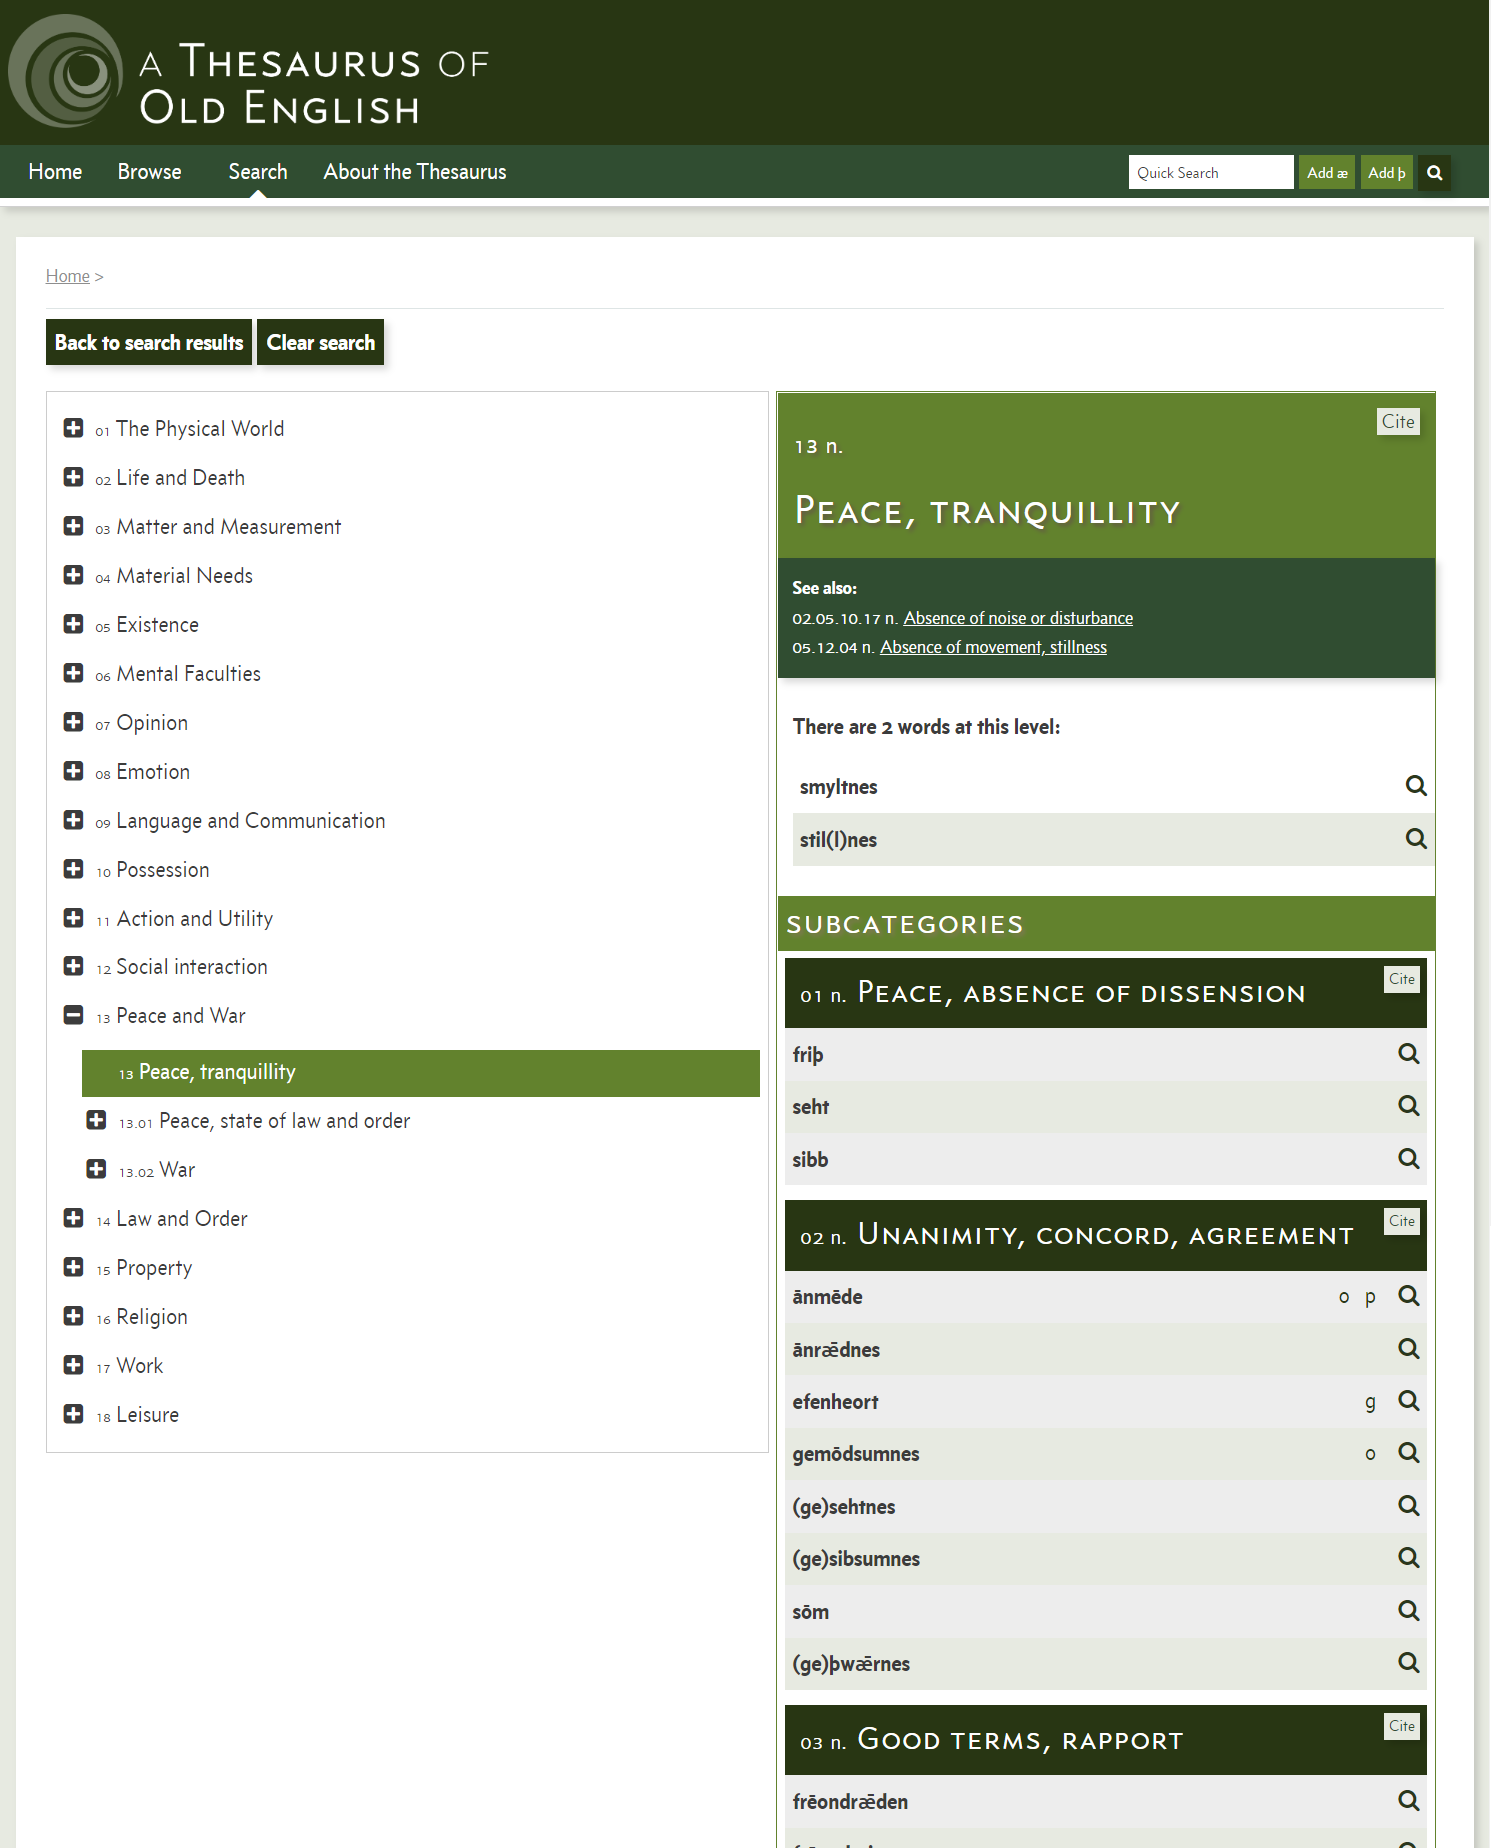 A THESAURUS OF
OLD ENGLISH
Home Browse Search About the Thesaurus Quick Search Add æ Add þ
Home >
Back to search results Clear search
01 The Physical World
02 Life and Death
03 Matter and Measurement
04 Material Needs
05 Existence
06 Mental Faculties
07 Opinion
08 Emotion
09 Language and Communication
10 Possession
11 Action and Utility
12 Social interaction
13 Peace and War
13 Peace, tranquillity
13.01 Peace, state of law and order
13.02 War
14 Law and Order
15 Property
16 Religion
17 Work
18 Leisure
Cite
13 n.
Peace, tranquillity
See also:
02.05.10.17 n. Absence of noise or disturbance
05.12.04 n. Absence of movement, stillness
There are 2 words at this level:
smyltnes
stil(l)nes
subcategories
01 n. Peace, absence of dissension Cite
friþ
seht
sibb
02 n. Unanimity, concord, agreement Cite
ānmēde o p
ānrǣdnes
efenheort g
gemōdsumnes o
(ge)sehtnes
(ge)sibsumnes
sōm
(ge)þwǣrnes
03 n. Good terms, rapport Cite
frēondrǣden